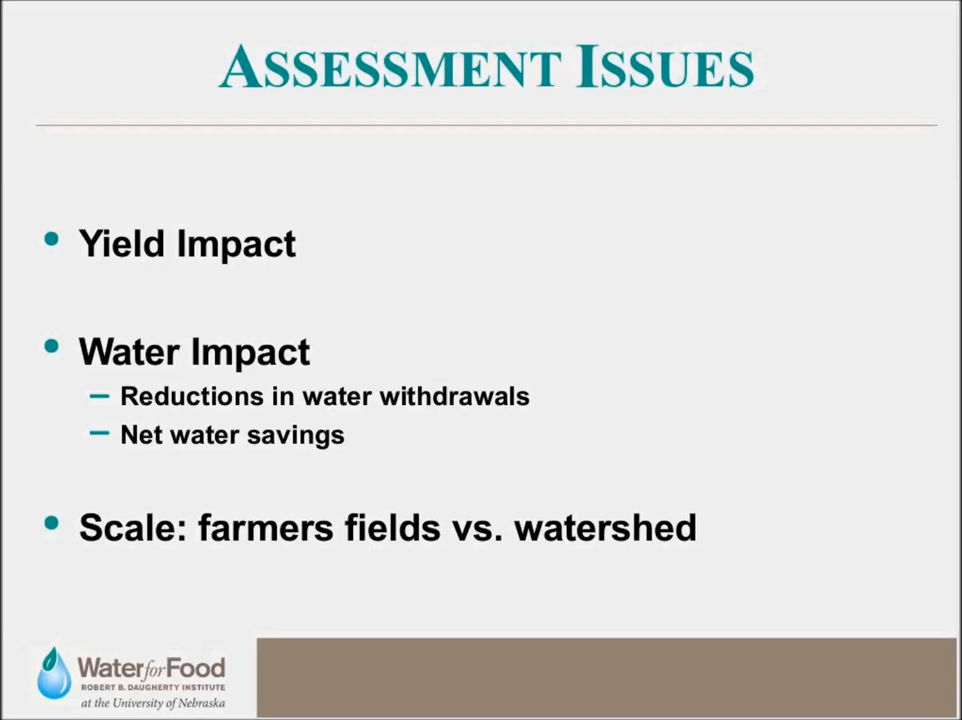 ASSESSMENT ISSUES
• Yield Impact
• Water Impact
– Reductions in water withdrawals
– Net water savings
• Scale: farmers fields vs. watershed
Water for Food
ROBERT B. DAUGHERTY INSTITUTE
at the University of Nebraska